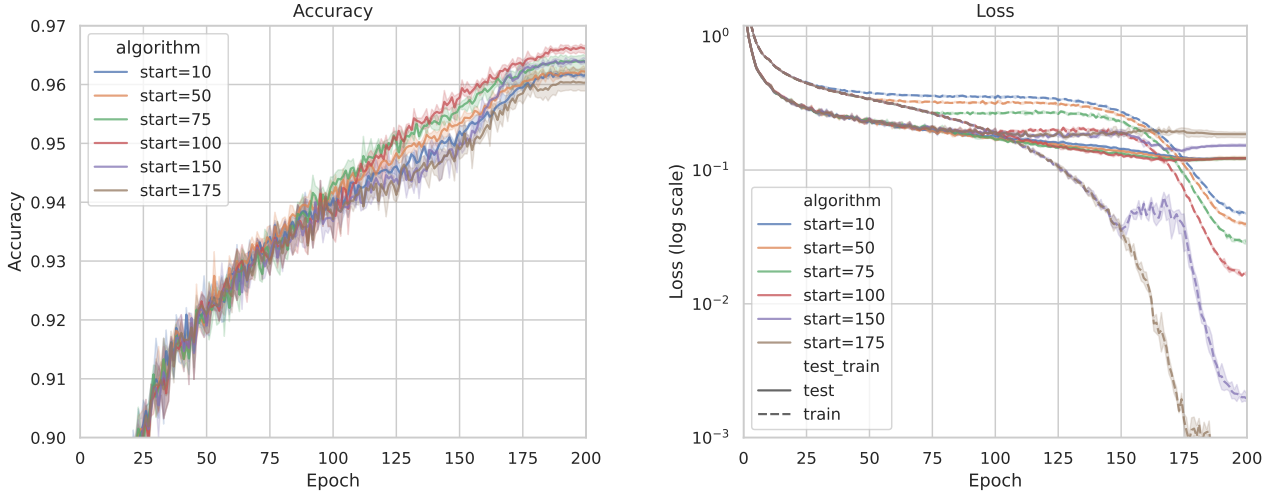 Accuracy
0.97
0.96
0.95
0.94
0.93
0.92
0.91
0.90
Accuracy
algorithm
start=10
start=50
start=75
start=100
start=150
start=175
0 25 50 75 100 125 150 175 200
Epoch
Loss
10^0
10^−1
10^−2
10^−3
Loss (log scale)
algorithm
start=10
start=50
start=75
start=100
start=150
start=175
test_train
test
train
0 25 50 75 100 125 150 175 200
Epoch